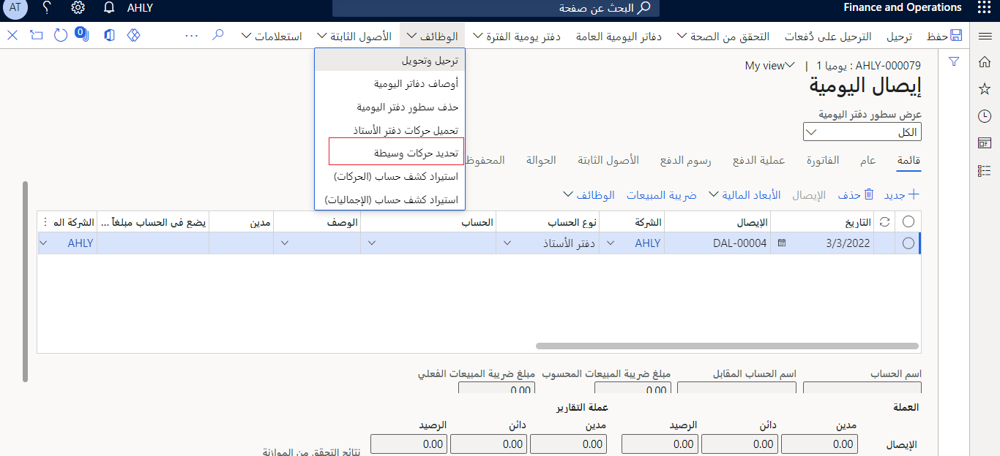 Finance and Operations
البحث عن صفحة
AHLY
AT
حفظ
ترحيل
الترحيل على دُفعات
التحقق من الصحة
دفاتر اليومية العامة
دفتر يومية الفترة
الوظائف
الأصول الثابتة
استعلامات
...
0
ترحيل وتحويل
أوصاف دفاتر اليومية
حذف سطور دفتر اليومية
تحميل حركات دفتر الأستاذ
تحديد حركات وسيطة
استيراد كشف حساب (الحركات)
استيراد كشف حساب (الإجماليات)
AHLY-000079 : يوميا 1 | My view
إيصال اليومية
عرض سطور دفتر اليومية
الكل
قائمة
عام
الفاتورة
عملية الدفع
رسوم الدفع
الأصول الثابتة
الحوالة
المحفوظ
جديد
حذف
الإيصال
الأبعاد المالية
ضريبة المبيعات
الوظائف
التاريخ
الإيصال
الشركة
نوع الحساب
الحساب
الوصف
مدين
يضع في الحساب مبلغاً ...
الشركة الم
3/3/2022
DAL-00004
AHLY
دفتر الأستاذ
AHLY
اسم الحساب
اسم الحساب المقابل
مبلغ ضريبة المبيعات المحسوب
مبلغ ضريبة المبيعات الفعلي
0.00
0.00
العملة
عملة التقارير
مدين
دائن
الرصيد
مدين
دائن
الرصيد
الإيصال
0.00
0.00
0.00
0.00
0.00
0.00
نتائج التحقق من الموازنة